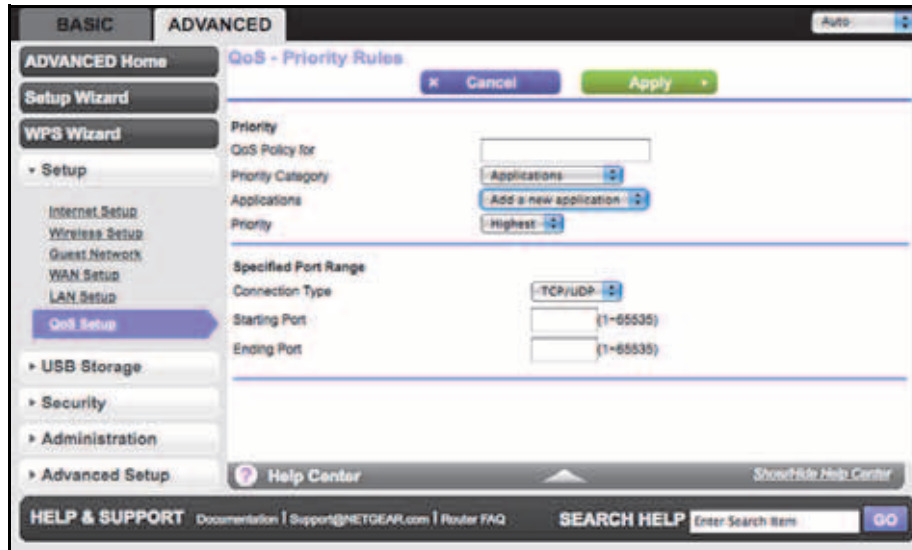 BASIC
ADVANCED
Auto
ADVANCED Home
Setup Wizard
WPS Wizard
Setup
Internet Setup
Wireless Setup
Guest Network
WAN Setup
LAN Setup
QoS Setup
USB Storage
Security
Administration
Advanced Setup
QoS - Priority Rules
× Cancel
Apply
Priority
QoS Policy for
Priority Category Applications
Applications Add a new application
Priority Highest
Specified Port Range
Connection Type TCP/UDP
Starting Port (1~65535)
Ending Port (1~65535)
? Help Center Show/Hide Help Center
HELP & SUPPORT Documentation | Support@NETGEAR.com | Router FAQ SEARCH HELP Enter Search Item GO